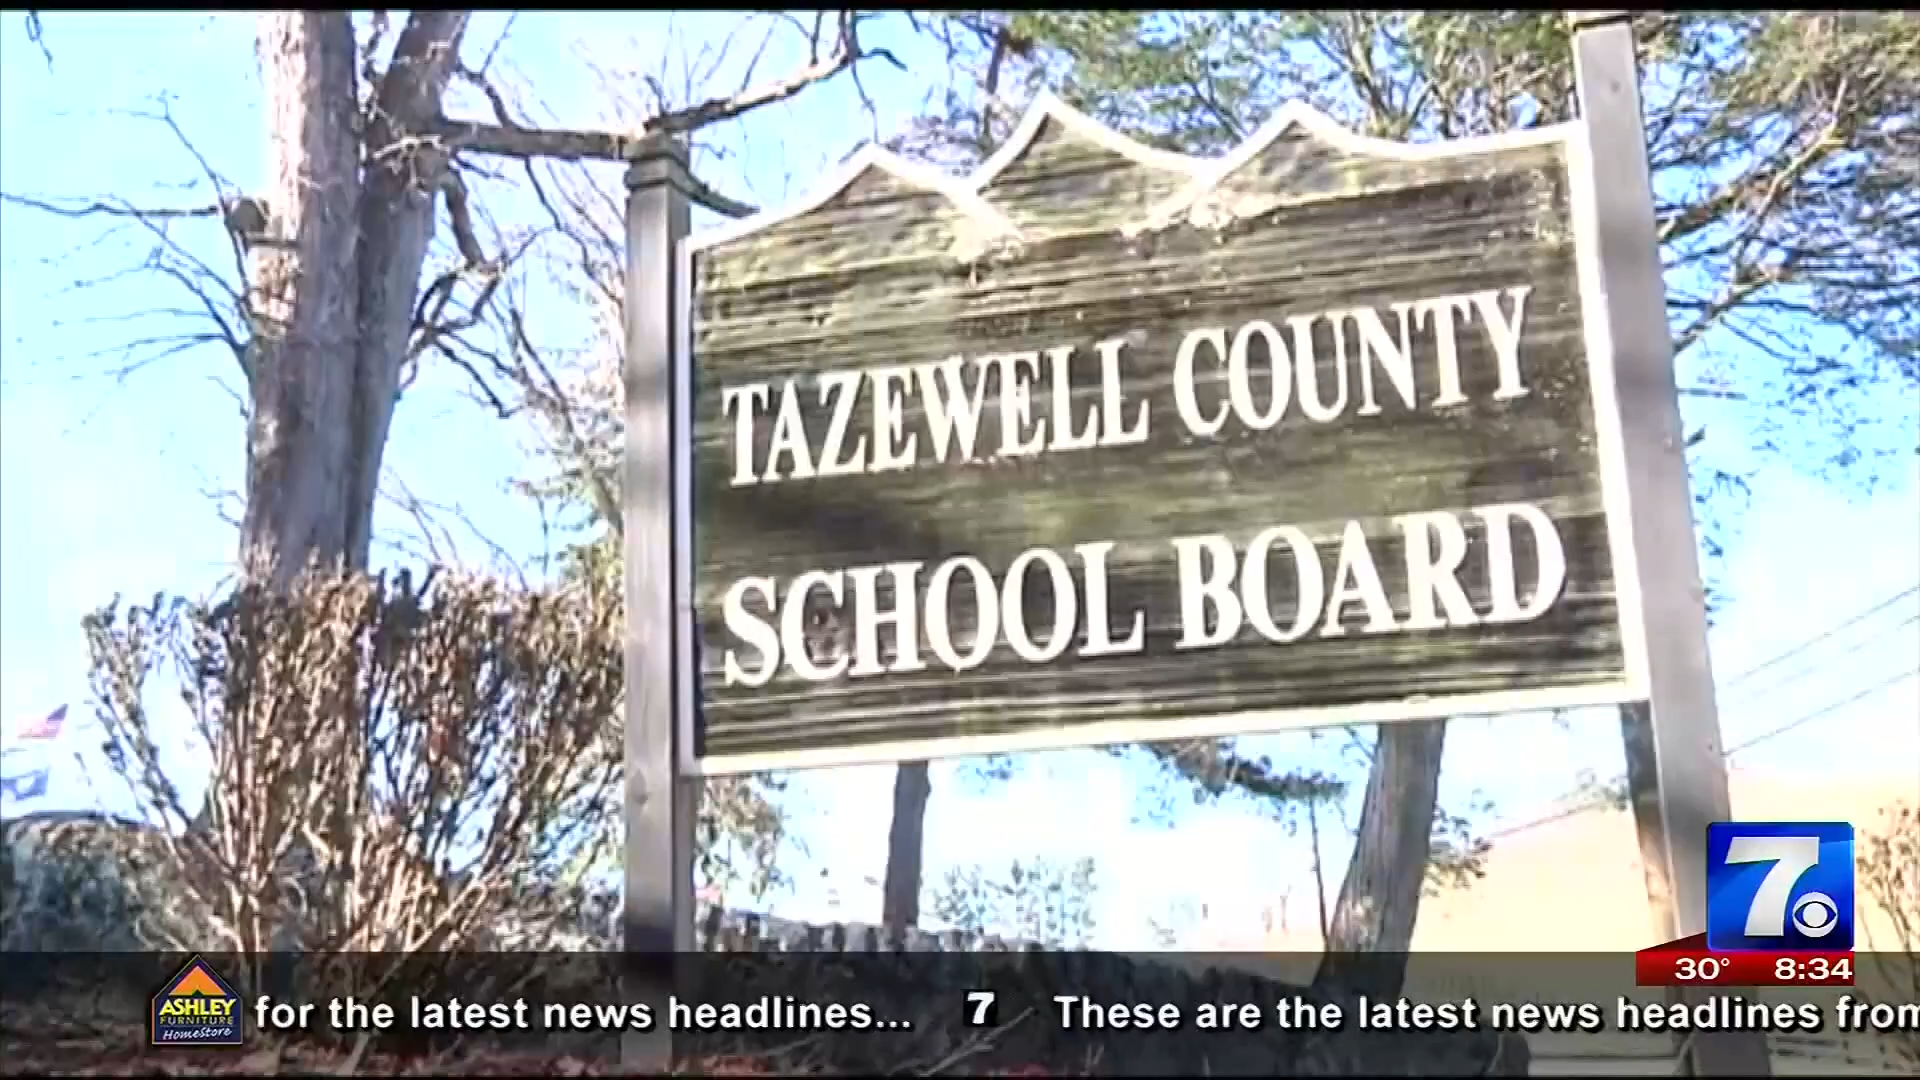 TAZEWELL COUNTY
SCHOOL BOARD
7
30° 8:34
ASHLEY
FURNITURE
HomeStore
for the latest news headlines... 7 These are the latest news headlines from